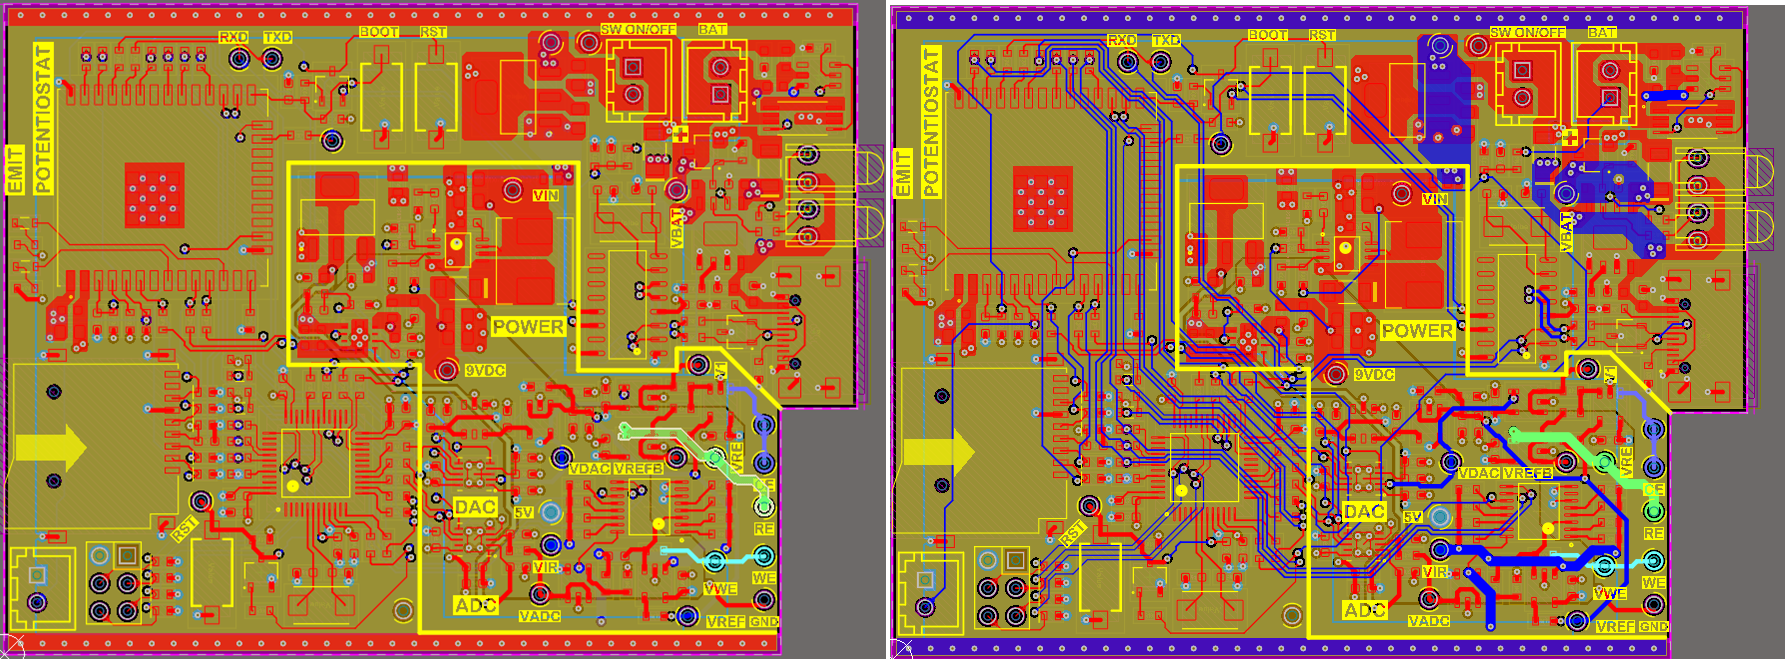 RXD TXD BOOT RST SW ON/OFF BAT
EMIT
POTENTIOSTAT
VIN
VBAT
POWER
9VDC
VDAC VREFB VRE
CE
DAC 5V RE
RST
VIR WE
VWE
ADC VADC VREF GND
RXD TXD BOOT RST SW ON/OFF BAT
EMIT
POTENTIOSTAT
VIN
VBAT
POWER
9VDC
VDAC VREFB VRE
CE
DAC 5V RE
RST
VIR WE
VWE
ADC VADC VREF GND